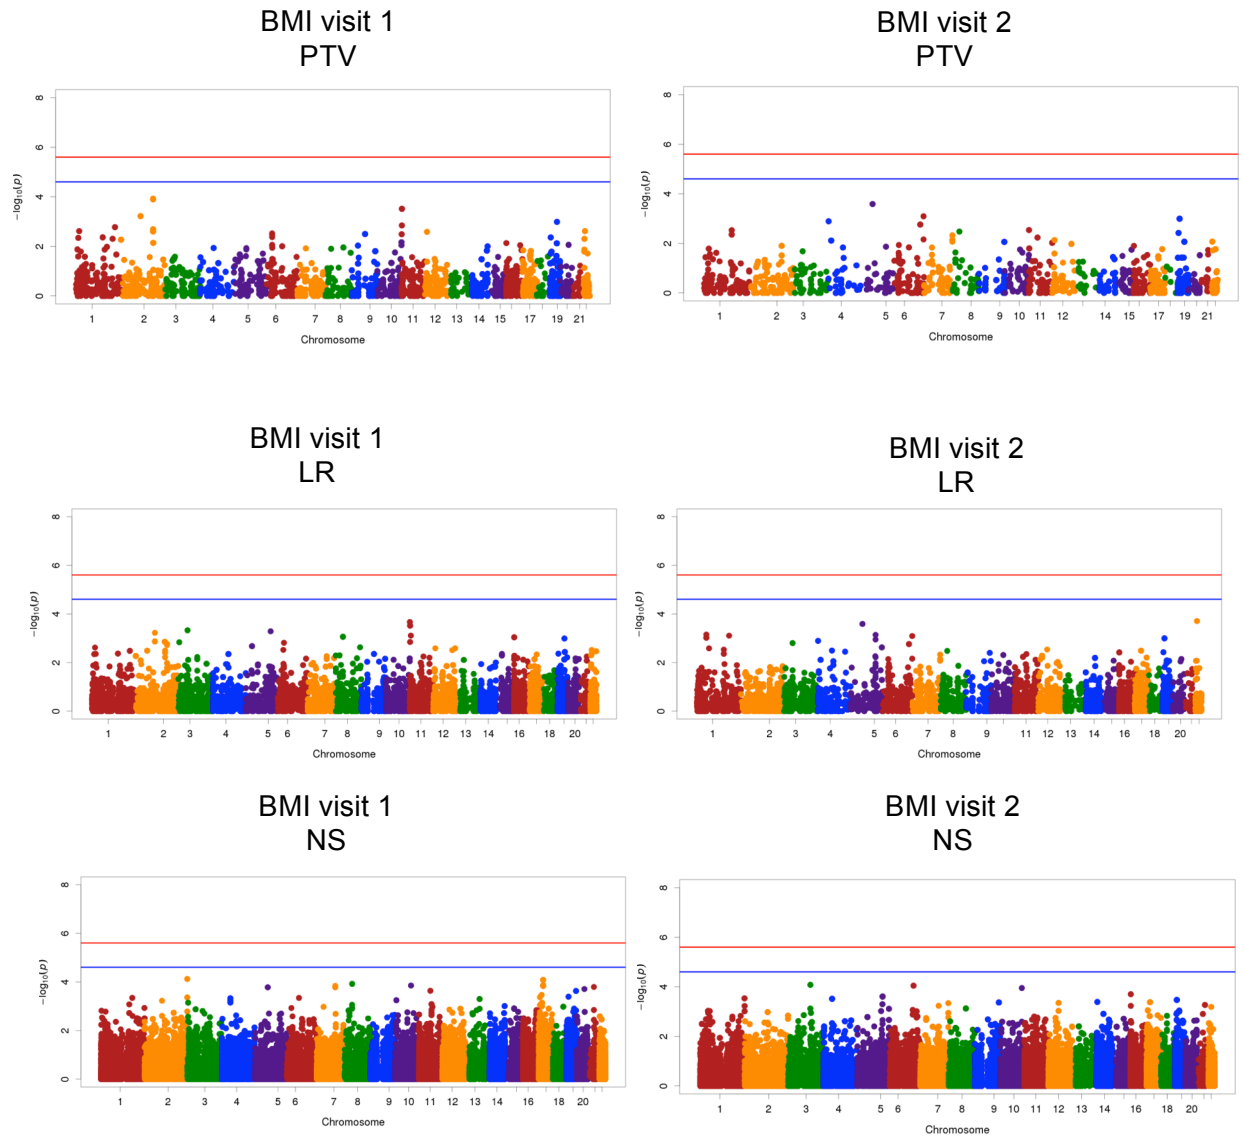 BMI visit 1
PTV
8
6
4
2
0
−log₁₀(p)
1 2 3 4 5 6 7 8 9 10 11 12 13 14 15 17 19 21
Chromosome
BMI visit 2
PTV
8
6
4
2
0
−log₁₀(p)
1 2 3 4 5 6 7 8 9 10 11 12 14 15 17 19 21
Chromosome
BMI visit 1
LR
8
6
4
2
0
−log₁₀(p)
1 2 3 4 5 6 7 8 9 10 11 12 14 16 18 20
Chromosome
BMI visit 2
LR
8
6
4
2
0
−log₁₀(p)
1 2 3 4 5 6 7 8 9 11 12 14 16 18 20
Chromosome
BMI visit 1
NS
8
6
4
2
0
−log₁₀(p)
1 2 3 4 5 6 7 8 9 10 11 12 13 14 16 18 20
Chromosome
BMI visit 2
NS
8
6
4
2
0
−log₁₀(p)
1 2 3 4 5 6 7 8 9 10 11 12 14 16 18 20
Chromosome